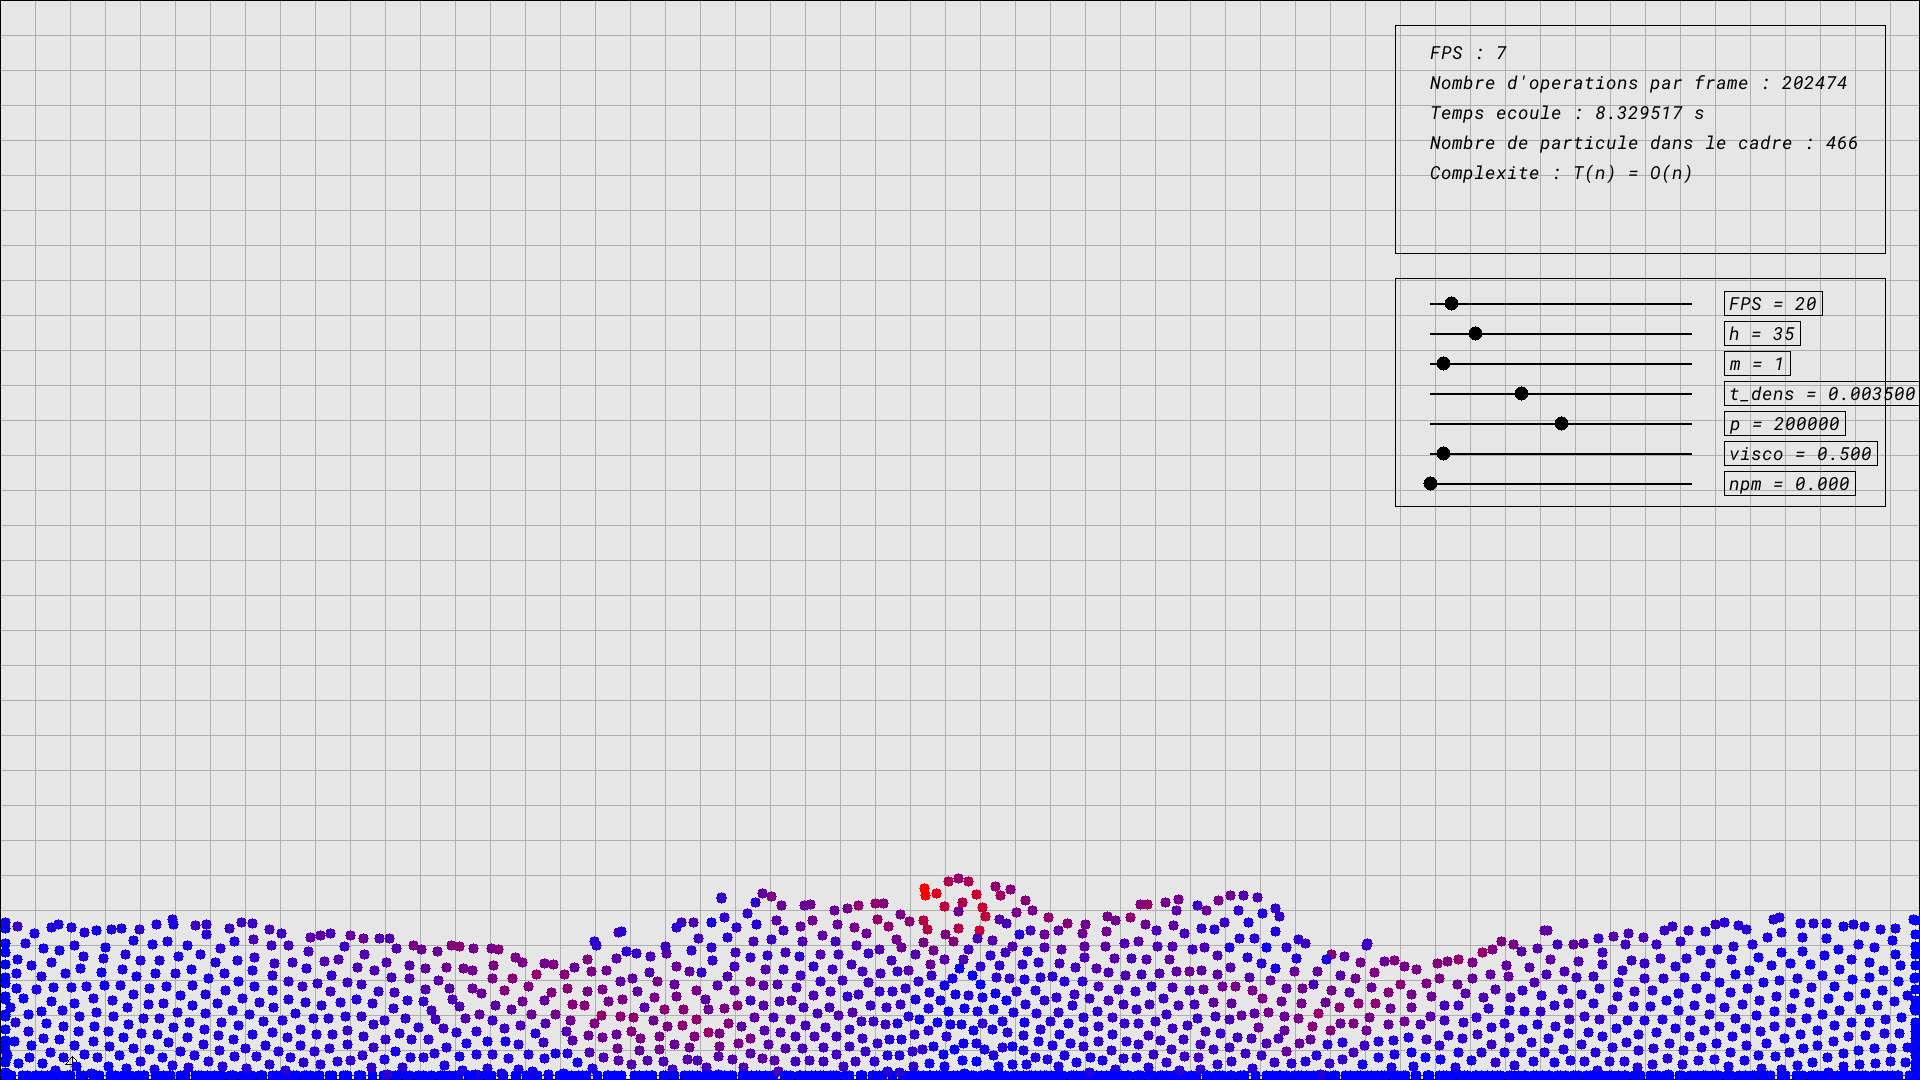 FPS : 7
Nombre d'operations par frame : 202474
Temps ecoule : 8.329517 s
Nombre de particule dans le cadre : 466
Complexite : T(n) = O(n)
FPS = 20
h = 35
m = 1
t_dens = 0.003500
p = 200000
visco = 0.500
npm = 0.000